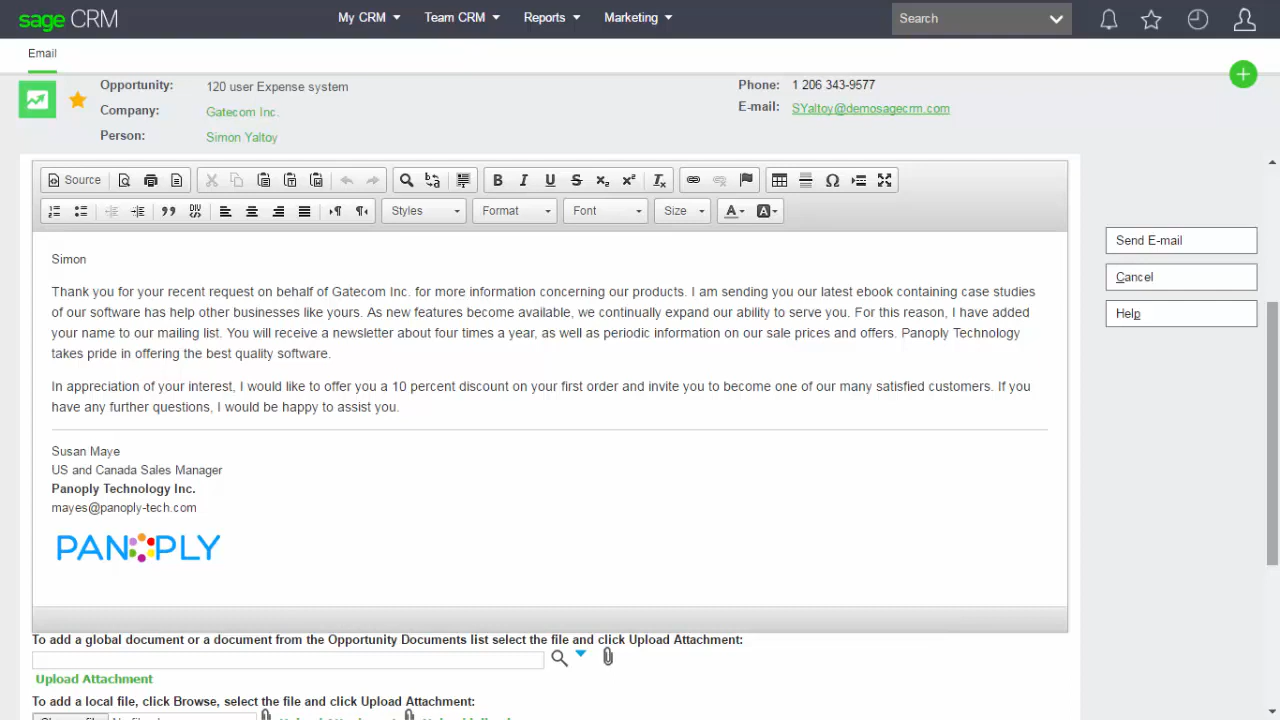 sage CRM My CRM Team CRM Reports Marketing Search
Email
Opportunity: 120 user Expense system Phone: 1 206 343-9577
Company: Gatecom Inc. E-mail: SYaltoy@demosagecrm.com
Person: Simon Yaltoy
Source B I U S x₂ x² Tx Ω
Styles Format Font Size A A
Send E-mail
Cancel
Help
Simon
Thank you for your recent request on behalf of Gatecom Inc. for more information concerning our products. I am sending you our latest ebook containing case studies
of our software has help other businesses like yours. As new features become available, we continually expand our ability to serve you. For this reason, I have added
your name to our mailing list. You will receive a newsletter about four times a year, as well as periodic information on our sale prices and offers. Panoply Technology
takes pride in offering the best quality software.
In appreciation of your interest, I would like to offer you a 10 percent discount on your first order and invite you to become one of our many satisfied customers. If you
have any further questions, I would be happy to assist you.
Susan Maye
US and Canada Sales Manager
Panoply Technology Inc.
mayes@panoply-tech.com
PANOPLY
To add a global document or a document from the Opportunity Documents list select the file and click Upload Attachment:
Upload Attachment
To add a local file, click Browse, select the file and click Upload Attachment: